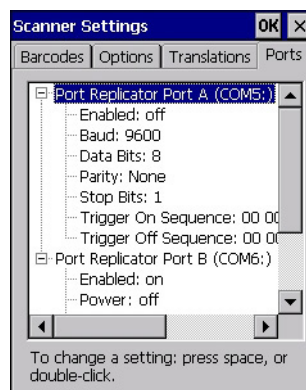 Scanner Settings OK ×
Barcodes Options Translations Ports
Port Replicator Port A (COM5:)
Enabled: off
Baud: 9600
Data Bits: 8
Parity: None
Stop Bits: 1
Trigger On Sequence: 00 00
Trigger Off Sequence: 00 00
Port Replicator Port B (COM6:)
Enabled: on
Power: off
To change a setting: press space, or
double-click.